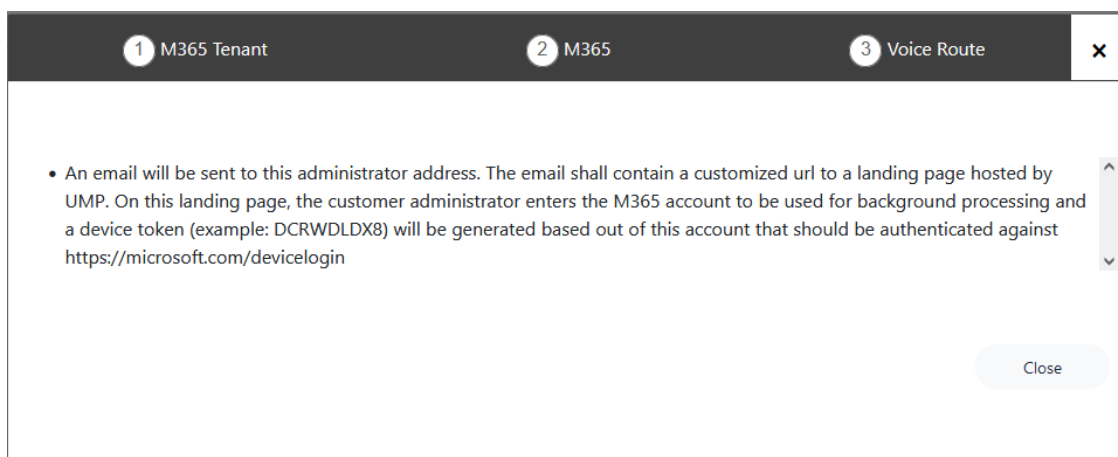 1 M365 Tenant 2 M365 3 Voice Route ×
• An email will be sent to this administrator address. The email shall contain a customized url to a landing page hosted by
UMP. On this landing page, the customer administrator enters the M365 account to be used for background processing and
a device token (example: DCRWDLDX8) will be generated based out of this account that should be authenticated against
https://microsoft.com/devicelogin
Close